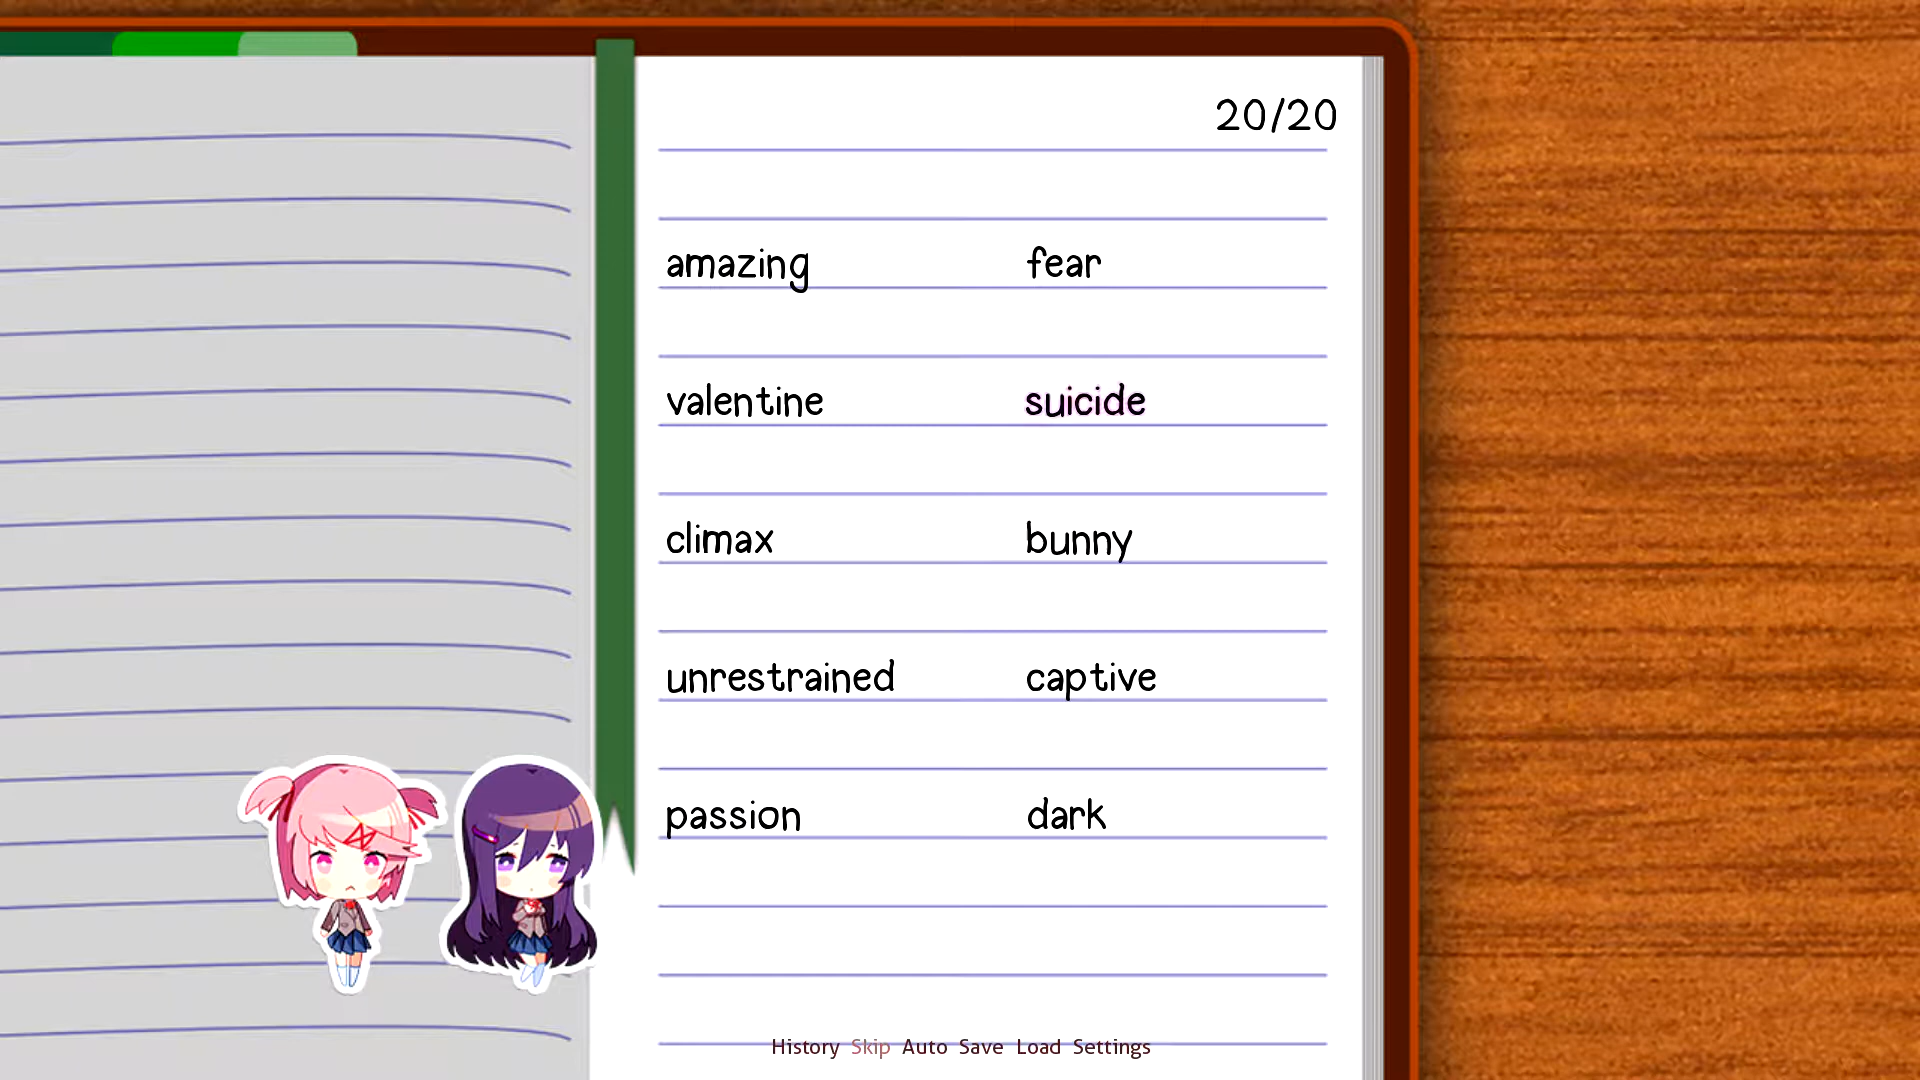 20/20
amazing fear
valentine suicide
climax bunny
unrestrained captive
passion dark
History Skip Auto Save Load Settings